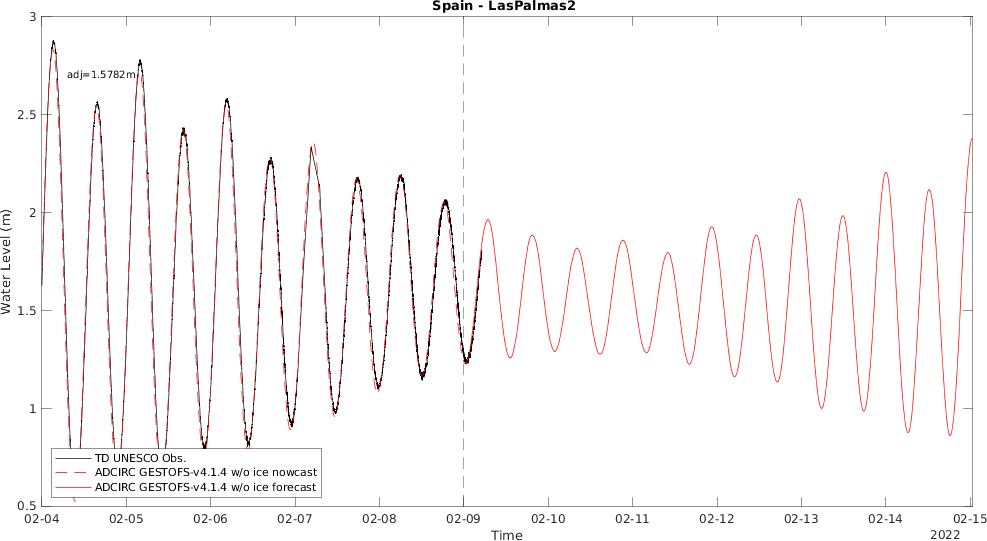 Spain - LasPalmas2
3
adj=1.5782m
2.5
2
Water Level (m)
1.5
1
TD UNESCO Obs.
ADCIRC GESTOFS-v4.1.4 w/o ice nowcast
ADCIRC GESTOFS-v4.1.4 w/o ice forecast
0.5
02-04 02-05 02-06 02-07 02-08 02-09 02-10 02-11 02-12 02-13 02-14 02-15
Time
2022